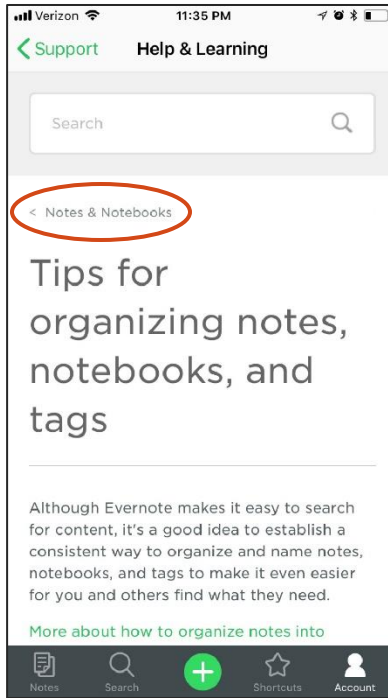 Verizon 11:35 PM
Support Help & Learning
Search
< Notes & Notebooks
Tips for
organizing notes,
notebooks, and
tags
Although Evernote makes it easy to search
for content, it's a good idea to establish a
consistent way to organize and name notes,
notebooks, and tags to make it even easier
for you and others find what they need.
More about how to organize notes into
Notes Search Shortcuts Account